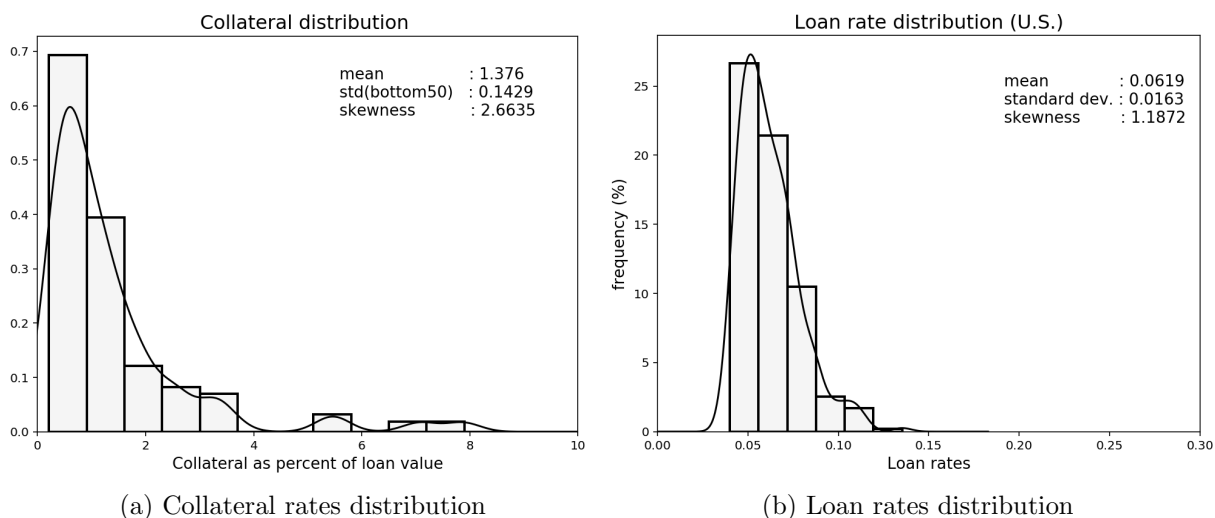 Collateral distribution
0.7
0.6
0.5
0.4
0.3
0.2
0.1
0.0
mean : 1.376
std(bottom50) : 0.1429
skewness : 2.6635
0 2 4 6 8 10
Collateral as percent of loan value
(a) Collateral rates distribution
Loan rate distribution (U.S.)
frequency (%)
25
20
15
10
5
0
mean : 0.0619
standard dev. : 0.0163
skewness : 1.1872
0.00 0.05 0.10 0.15 0.20 0.25 0.30
Loan rates
(b) Loan rates distribution